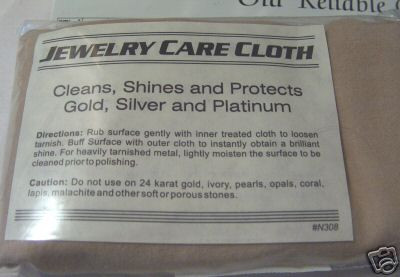 Old Reliable
JEWELRY CARE CLOTH
Cleans, Shines and Protects
Gold, Silver and Platinum
Directions: Rub surface gently with inner treated cloth to loosen
tarnish. Buff Surface with outer cloth to instantly obtain a brilliant
shine. For heavily tarnished metal, lightly moisten the surface to be
cleaned prior to polishing.
Caution: Do not use on 24 karat gold, ivory, pearls, opals, coral,
lapis, malachite and other soft or porous stones.
#N308